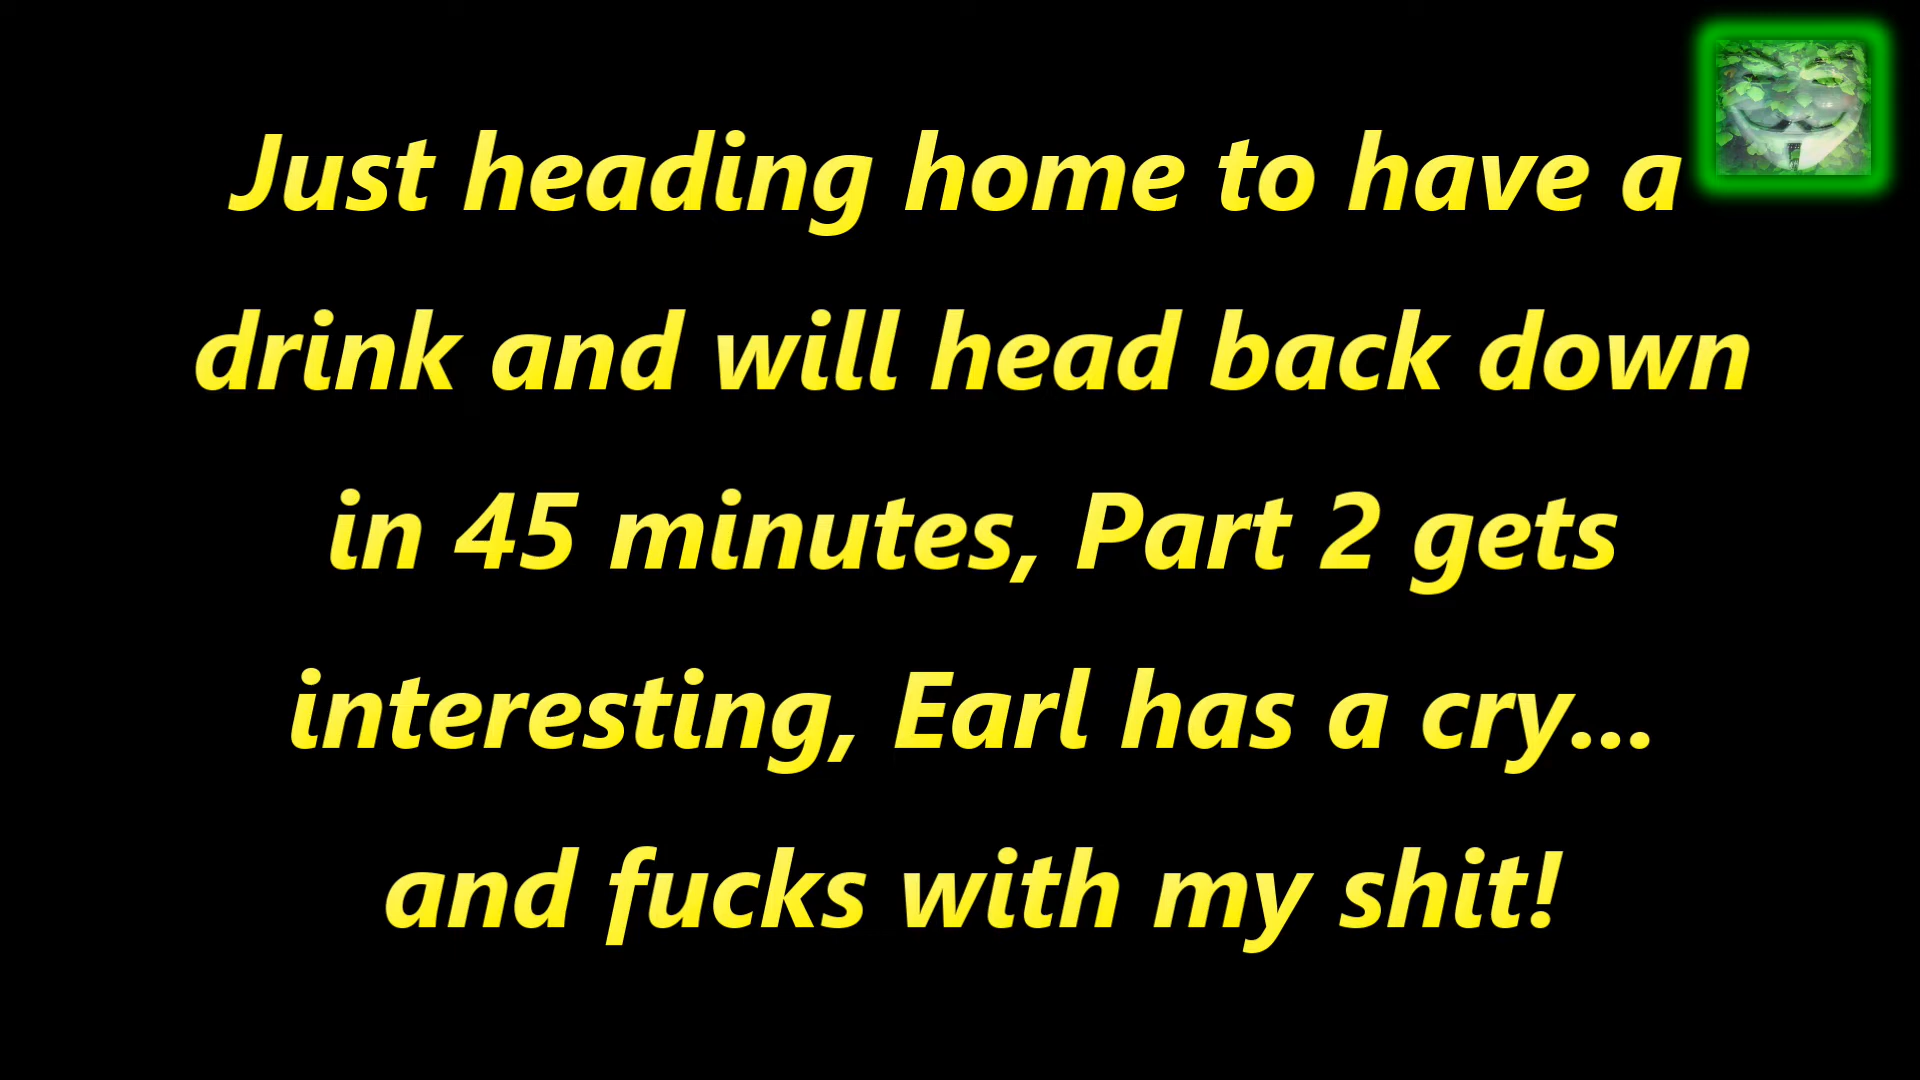 Just heading home to have a
drink and will head back down
in 45 minutes, Part 2 gets
interesting, Earl has a cry...
and fucks with my shit!